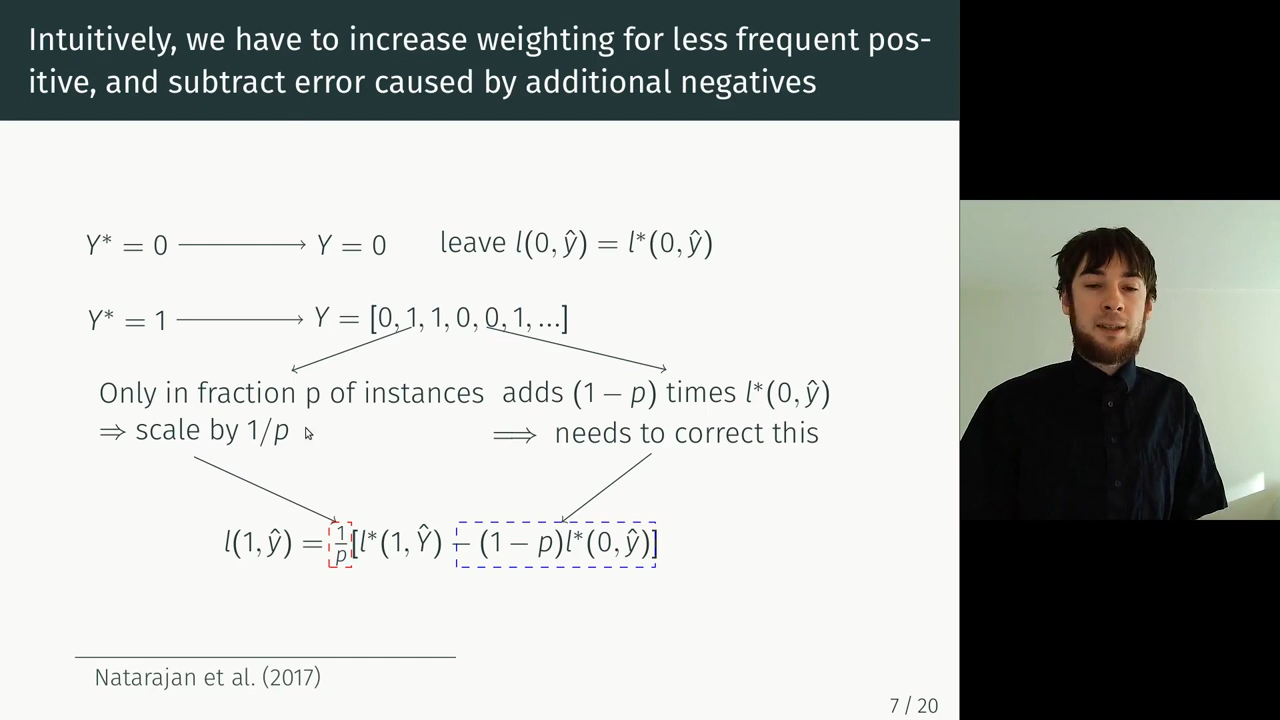 Intuitively, we have to increase weighting for less frequent pos-
itive, and subtract error caused by additional negatives
Y* = 0 ⟶ Y = 0 leave l(0, ŷ) = l*(0, ŷ)
Y* = 1 ⟶ Y = [0, 1, 1, 0, 0, 1, ...]
Only in fraction p of instances
⇒ scale by 1/p
adds (1 − p) times l*(0, ŷ)
⟹ needs to correct this
l(1, ŷ) = 1/p [l*(1, Ŷ) − (1 − p)l*(0, ŷ)]
Natarajan et al. (2017)
7 / 20